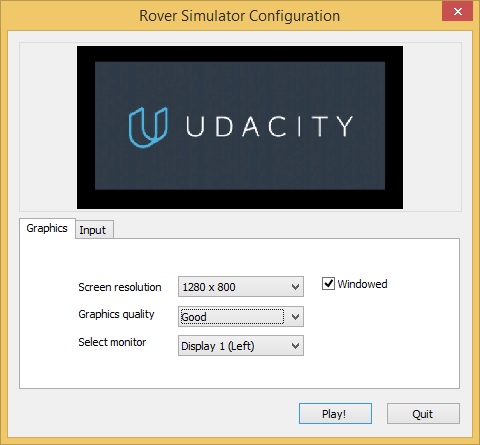 Rover Simulator Configuration
UDACITY
Graphics Input
Screen resolution 1280 x 800 Windowed
Graphics quality Good
Select monitor Display 1 (Left)
Play! Quit